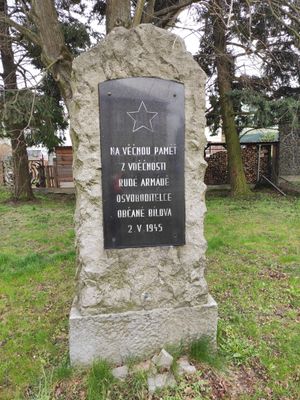 NA VĚČNOU PAMĚŤ
Z VDĚČNOSTI
RUDÉ ARMÁDĚ
OSVOBODITELCE
OBČANÉ BÍLOVA
2. V. 1945